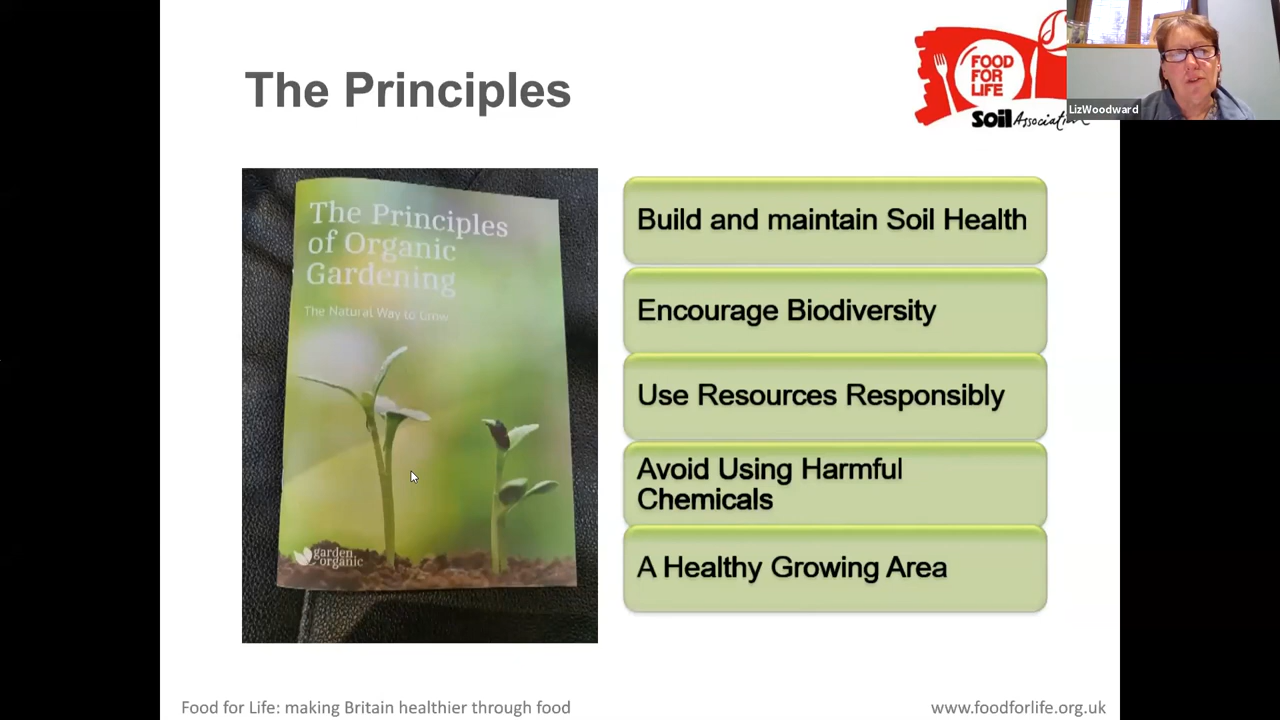 The Principles
FOOD
FOR
LIFE
Soil Association
LizWoodward
The Principles
of Organic
Gardening
The Natural Way to Grow
garden
organic
Build and maintain Soil Health
Encourage Biodiversity
Use Resources Responsibly
Avoid Using Harmful
Chemicals
A Healthy Growing Area
Food for Life: making Britain healthier through food
www.foodforlife.org.uk